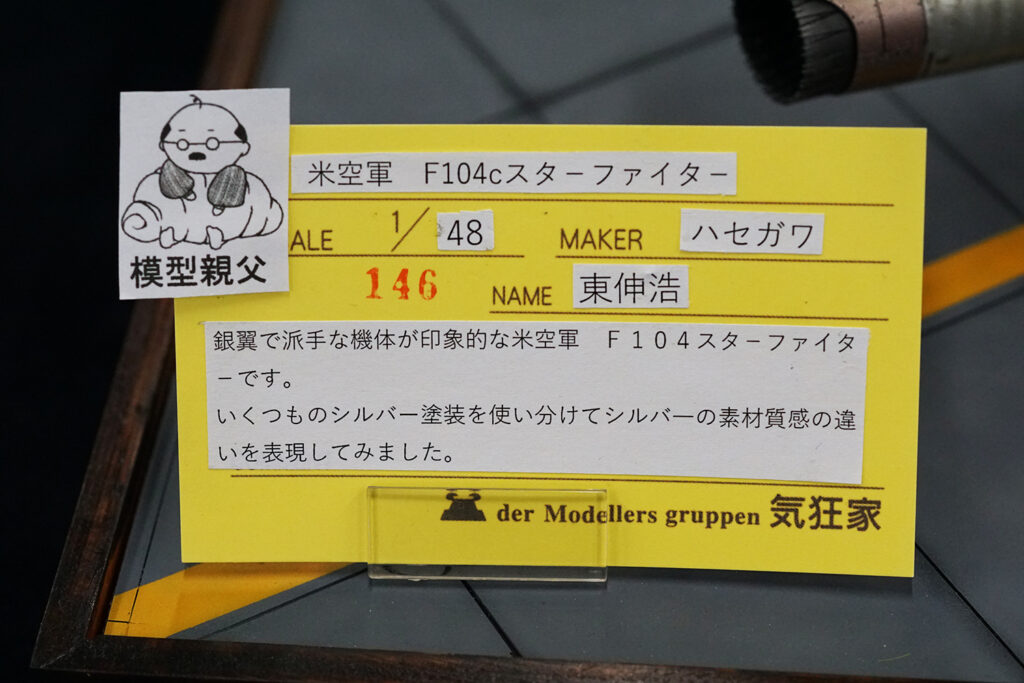 模型親父
米空軍　F104cスターファイター
ALE 1/48 MAKER ハセガワ
146 NAME 東伸浩
銀翼で派手な機体が印象的な米空軍　Ｆ１０４スターファイタ
ーです。
いくつものシルバー塗装を使い分けてシルバーの素材質感の違
いを表現してみました。
der Modellers gruppen 気狂家